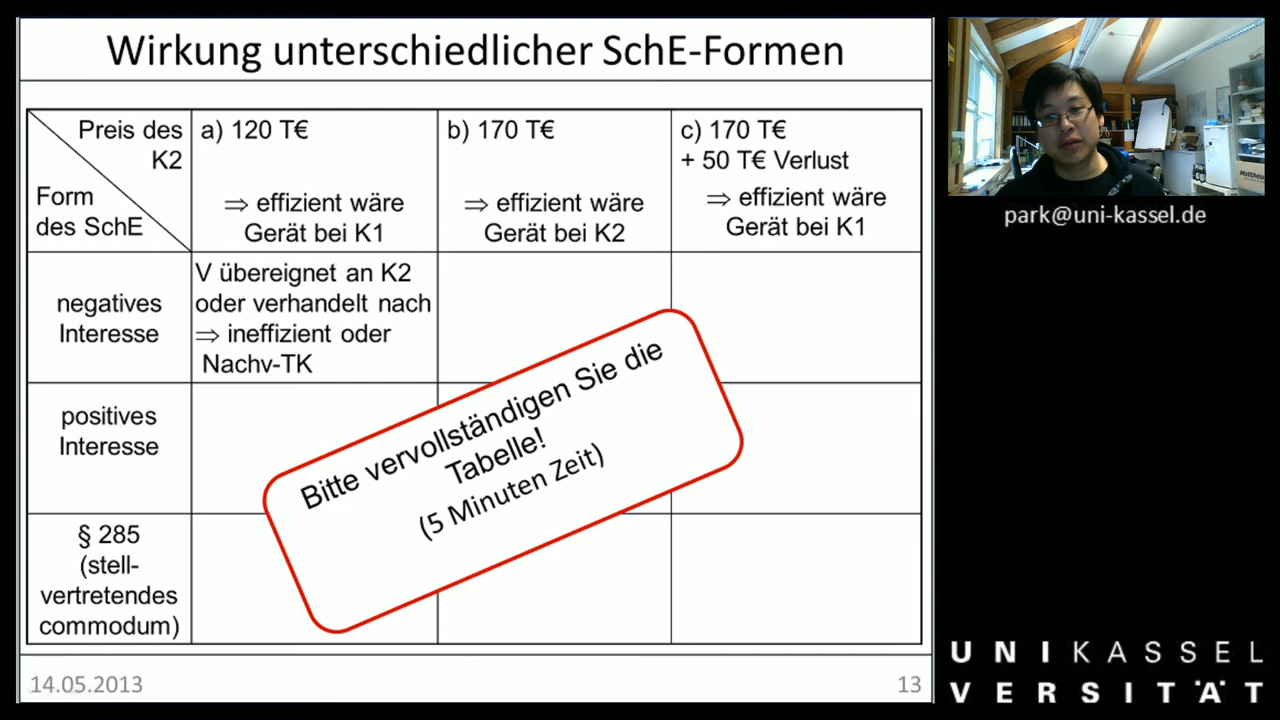 Wirkung unterschiedlicher SchE-Formen
Preis des
K2
Form
des SchE
a) 120 T€
⇒ effizient wäre
Gerät bei K1
b) 170 T€
⇒ effizient wäre
Gerät bei K2
c) 170 T€
+ 50 T€ Verlust
⇒ effizient wäre
Gerät bei K1
negatives
Interesse
V übereignet an K2
oder verhandelt nach
⇒ ineffizient oder
Nachv-TK
positives
Interesse
§ 285
(stell-
vertretendes
commodum)
Bitte vervollständigen Sie die
Tabelle!
(5 Minuten Zeit)
14.05.2013
13
park@uni-kassel.de
UNIKASSEL
VERSITÄT